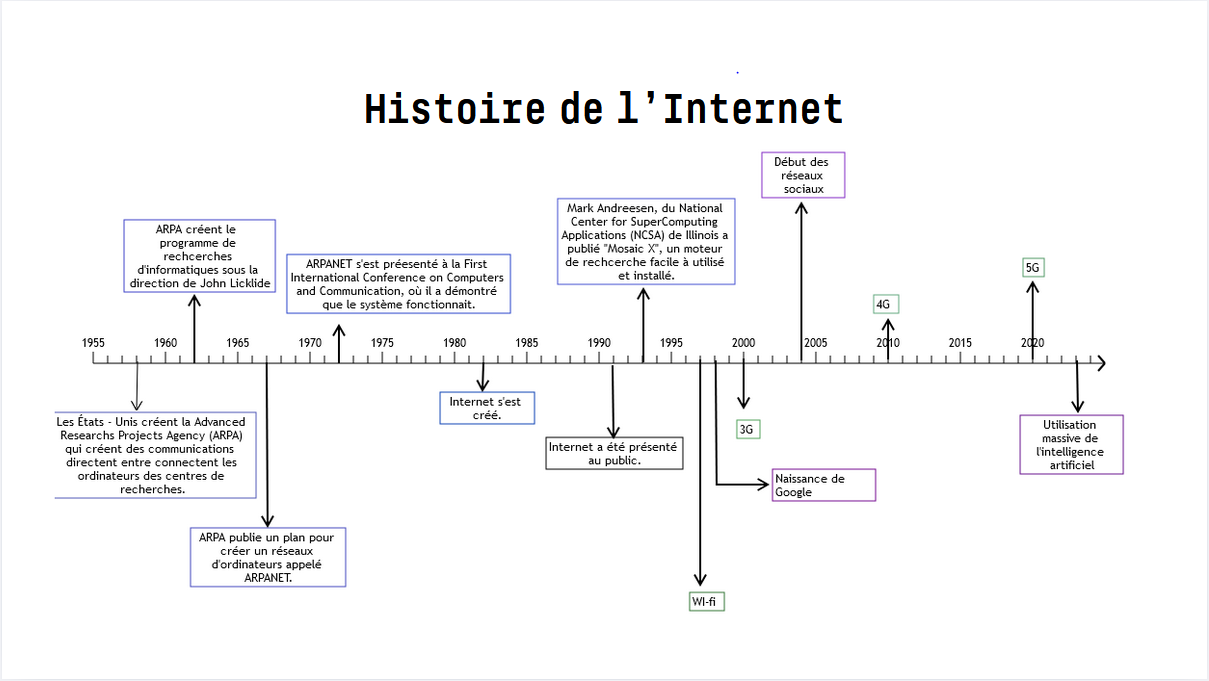 Histoire de l’Internet
Début des
réseaux
sociaux
Mark Andreesen, du National
Center for SuperComputing
Applications (NCSA) de Illinois a
publié "Mosaic X", un moteur
de rechcerche facile à utilisé
et installé.
ARPA créent le
programme de
rechcerches
d'informatiques sous la
direction de John Licklide
ARPANET s'est préesenté à la First
International Conference on Computers
and Communication, où il a démontré
que le système fonctionnait.
4G
5G
1955 1960 1965 1970 1975 1980 1985 1990 1995 2000 2005 2010 2015 2020
Les États - Unis créent la Advanced
Researchs Projects Agency (ARPA)
qui créent des communications
directent entre connectent les
ordinateurs des centres de
recherches.
ARPA publie un plan pour
créer un réseaux
d'ordinateurs appelé
ARPANET.
Internet s'est
créé.
Internet a été présenté
au public.
WI-fi
3G
Naissance de
Google
Utilisation
massive de
l'intelligence
artificiel